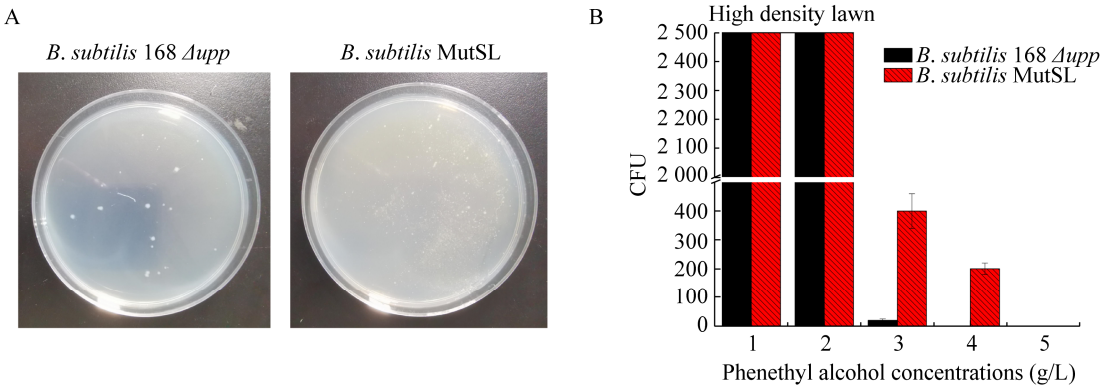 A
B. subtilis 168 Δupp
B. subtilis MutSL
B
High density lawn
2 500
2 400
2 300
2 200
2 100
2 000
400
300
200
100
0
CFU
B. subtilis 168 Δupp
B. subtilis MutSL
1 2 3 4 5
Phenethyl alcohol concentrations (g/L)